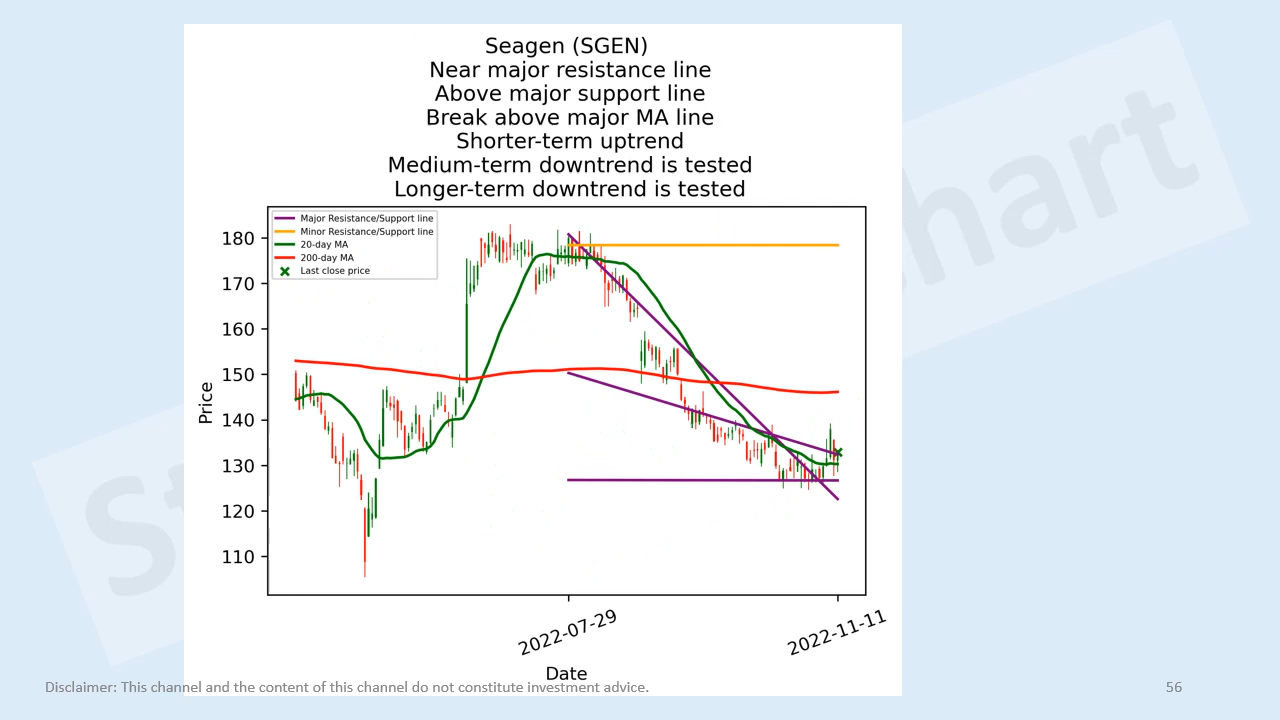 Seagen (SGEN)
Near major resistance line
Above major support line
Break above major MA line
Shorter-term uptrend
Medium-term downtrend is tested
Longer-term downtrend is tested
Major Resistance/Support line
Minor Resistance/Support line
20-day MA
200-day MA
Last close price
180
170
160
150
140
130
120
110
Price
2022-07-29
2022-11-11
Date
Disclaimer: This channel and the content of this channel do not constitute investment advice.
56